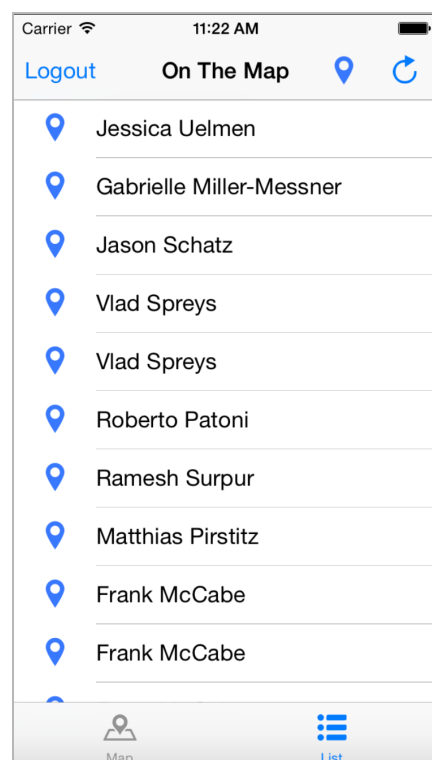 Carrier 11:22 AM
Logout On The Map
Jessica Uelmen
Gabrielle Miller-Messner
Jason Schatz
Vlad Spreys
Vlad Spreys
Roberto Patoni
Ramesh Surpur
Matthias Pirstitz
Frank McCabe
Frank McCabe
Map List